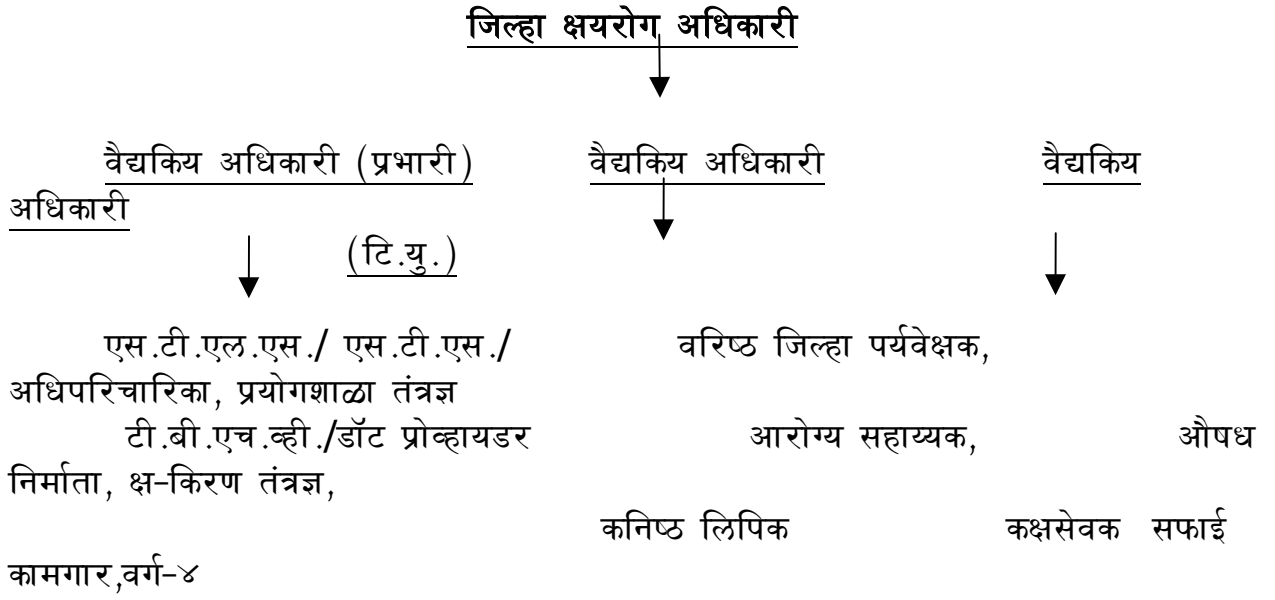 जिल्हा क्षयरोग अधिकारी
वैद्यकिय अधिकारी (प्रभारी) वैद्यकिय अधिकारी वैद्यकिय
अधिकारी
(टि.यु.)
एस.टी.एल.एस./ एस.टी.एस./ वरिष्ठ जिल्हा पर्यवेक्षक,
अधिपरिचारिका, प्रयोगशाळा तंत्रज्ञ
टी.बी.एच.व्ही./डॉट प्रोव्हायडर आरोग्य सहाय्यक, औषध
निर्माता, क्ष-किरण तंत्रज्ञ,
कनिष्ठ लिपिक कक्षसेवक सफाई
कामगार,वर्ग-४